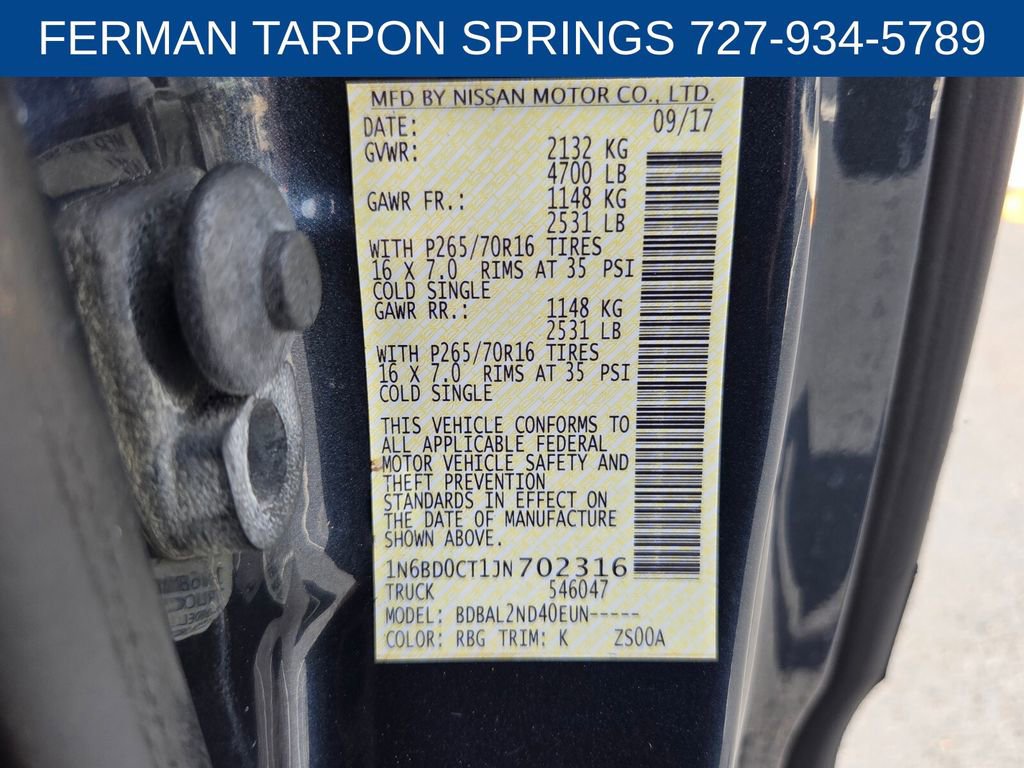 FERMAN TARPON SPRINGS 727-934-5789
MFD BY NISSAN MOTOR CO., LTD.
DATE: 09/17
GVWR: 2132 KG
4700 LB
GAWR FR.: 1148 KG
2531 LB
WITH P265/70R16 TIRES
16 X 7.0 RIMS AT 35 PSI
COLD SINGLE
GAWR RR.: 1148 KG
2531 LB
WITH P265/70R16 TIRES
16 X 7.0 RIMS AT 35 PSI
COLD SINGLE
THIS VEHICLE CONFORMS TO
ALL APPLICABLE FEDERAL
MOTOR VEHICLE SAFETY AND
THEFT PREVENTION
STANDARDS IN EFFECT ON
THE DATE OF MANUFACTURE
SHOWN ABOVE.
1N6BD0CT1JN702316
TRUCK 546047
MODEL: BDBAL2ND40EUN-----
COLOR: RBG TRIM: K ZS00A